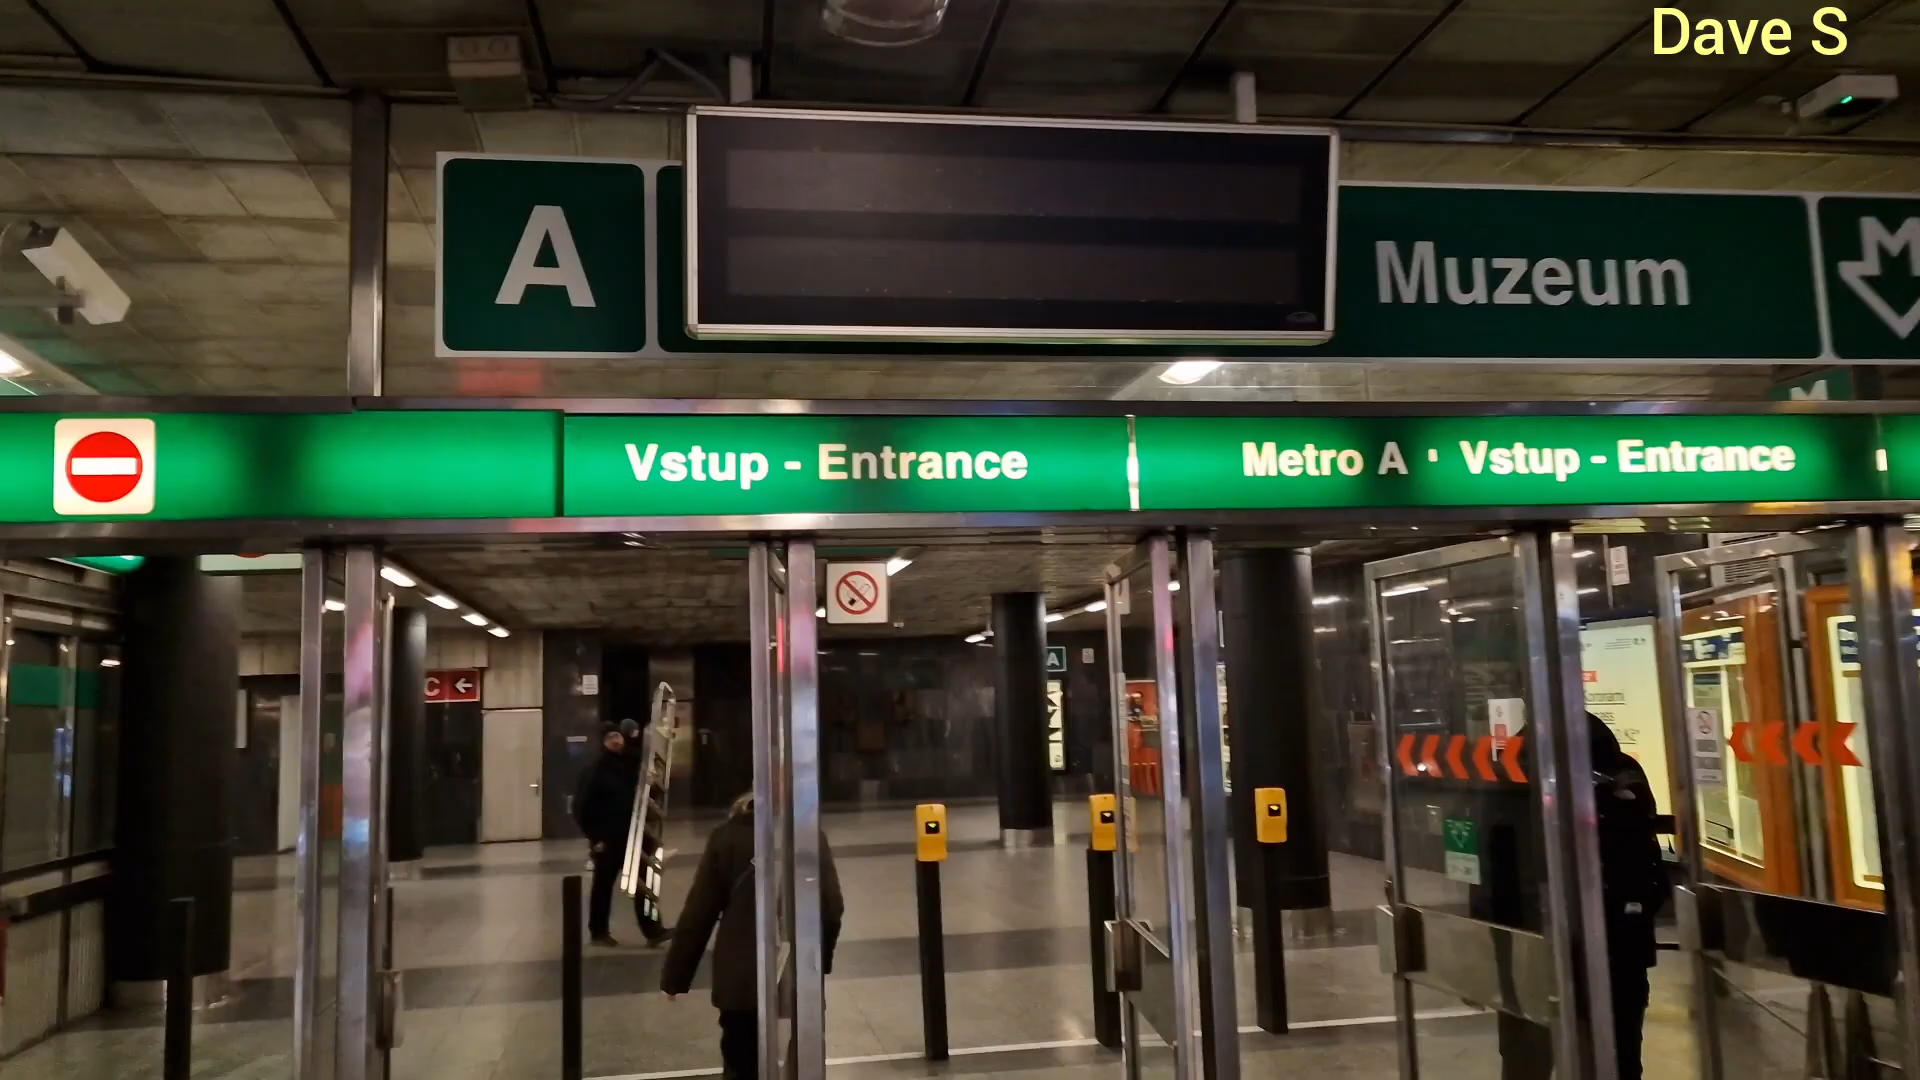 Dave S
A
Muzeum
M
Vstup - Entrance
Metro A · Vstup - Entrance
M
C
A